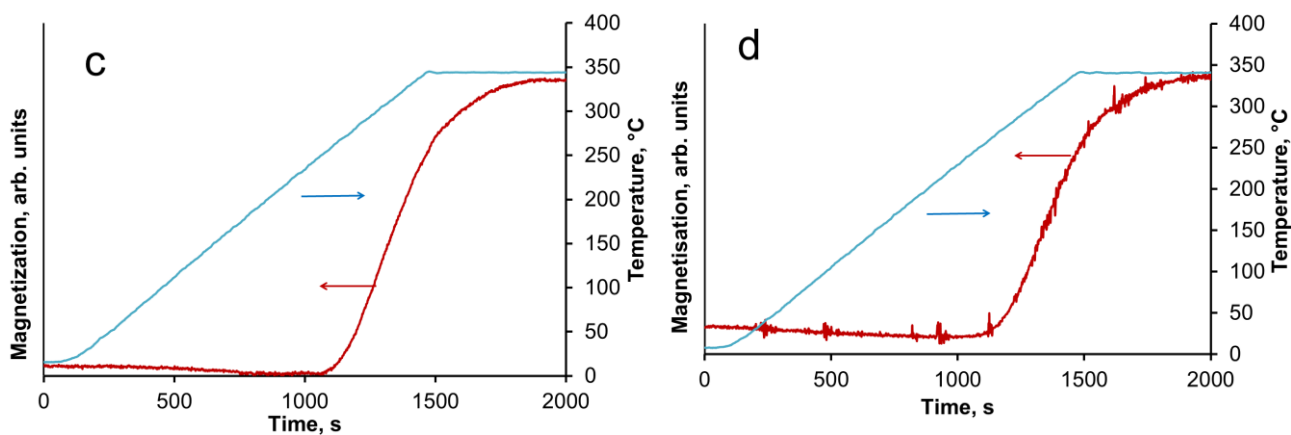 c
Magnetization, arb. units
400
350
300
250
200
150
100
50
0
Temperature, °C
0 500 1000 1500 2000
Time, s
d
Magnetisation, arb. units
400
350
300
250
200
150
100
50
0
Temperature, °C
0 500 1000 1500 2000
Time, s